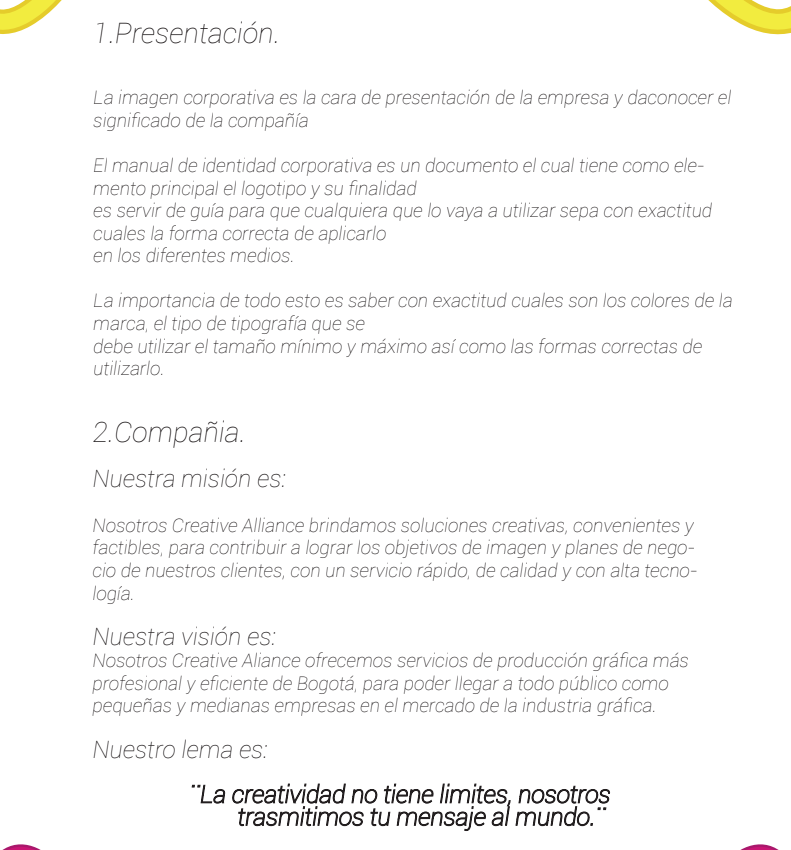 1.Presentación.
La imagen corporativa es la cara de presentación de la empresa y daconocer el
significado de la compañía
El manual de identidad corporativa es un documento el cual tiene como ele-
mento principal el logotipo y su finalidad
es servir de guía para que cualquiera que lo vaya a utilizar sepa con exactitud
cuales la forma correcta de aplicarlo
en los diferentes medios.
La importancia de todo esto es saber con exactitud cuales son los colores de la
marca, el tipo de tipografía que se
debe utilizar el tamaño mínimo y máximo así como las formas correctas de
utilizarlo.
2.Compañia.
Nuestra misión es:
Nosotros Creative Alliance brindamos soluciones creativas, convenientes y
factibles, para contribuir a lograr los objetivos de imagen y planes de nego-
cio de nuestros clientes, con un servicio rápido, de calidad y con alta tecno-
logía.
Nuestra visión es:
Nosotros Creative Aliance ofrecemos servicios de producción gráfica más
profesional y eficiente de Bogotá, para poder llegar a todo público como
pequeñas y medianas empresas en el mercado de la industria gráfica.
Nuestro lema es:
¨La creatividad no tiene limites, nosotros
trasmitimos tu mensaje al mundo.¨